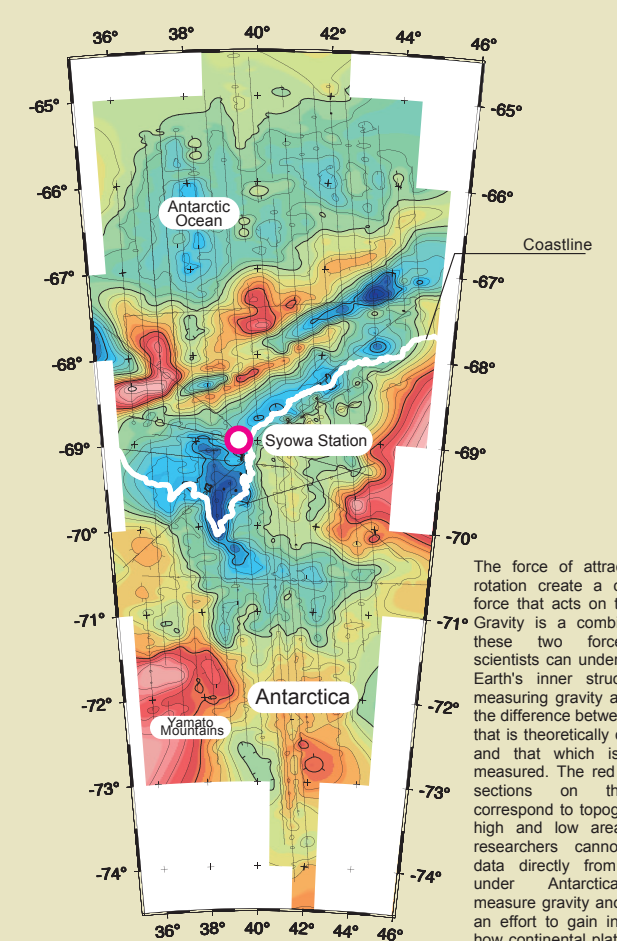 36° 38° 40° 42° 44° 46°
-65° -65°
-66° -66°
Antarctic
Ocean
Coastline
-67° -67°
-68° -68°
Syowa Station
-69° -69°
-70° -70°
-71° -71°
Antarctica
-72° -72°
Yamato
Mountains
-73° -73°
-74° -74°
36° 38° 40° 42° 44° 46°
The force of attrac
rotation create a c
force that acts on t
Gravity is a combi
these two force
scientists can under
Earth's inner struc
measuring gravity a
the difference betwee
that is theoretically
and that which is
measured. The red
sections on th
correspond to topog
high and low area
researchers canno
data directly from
under Antarctica
measure gravity and
an effort to gain in
how continental plat